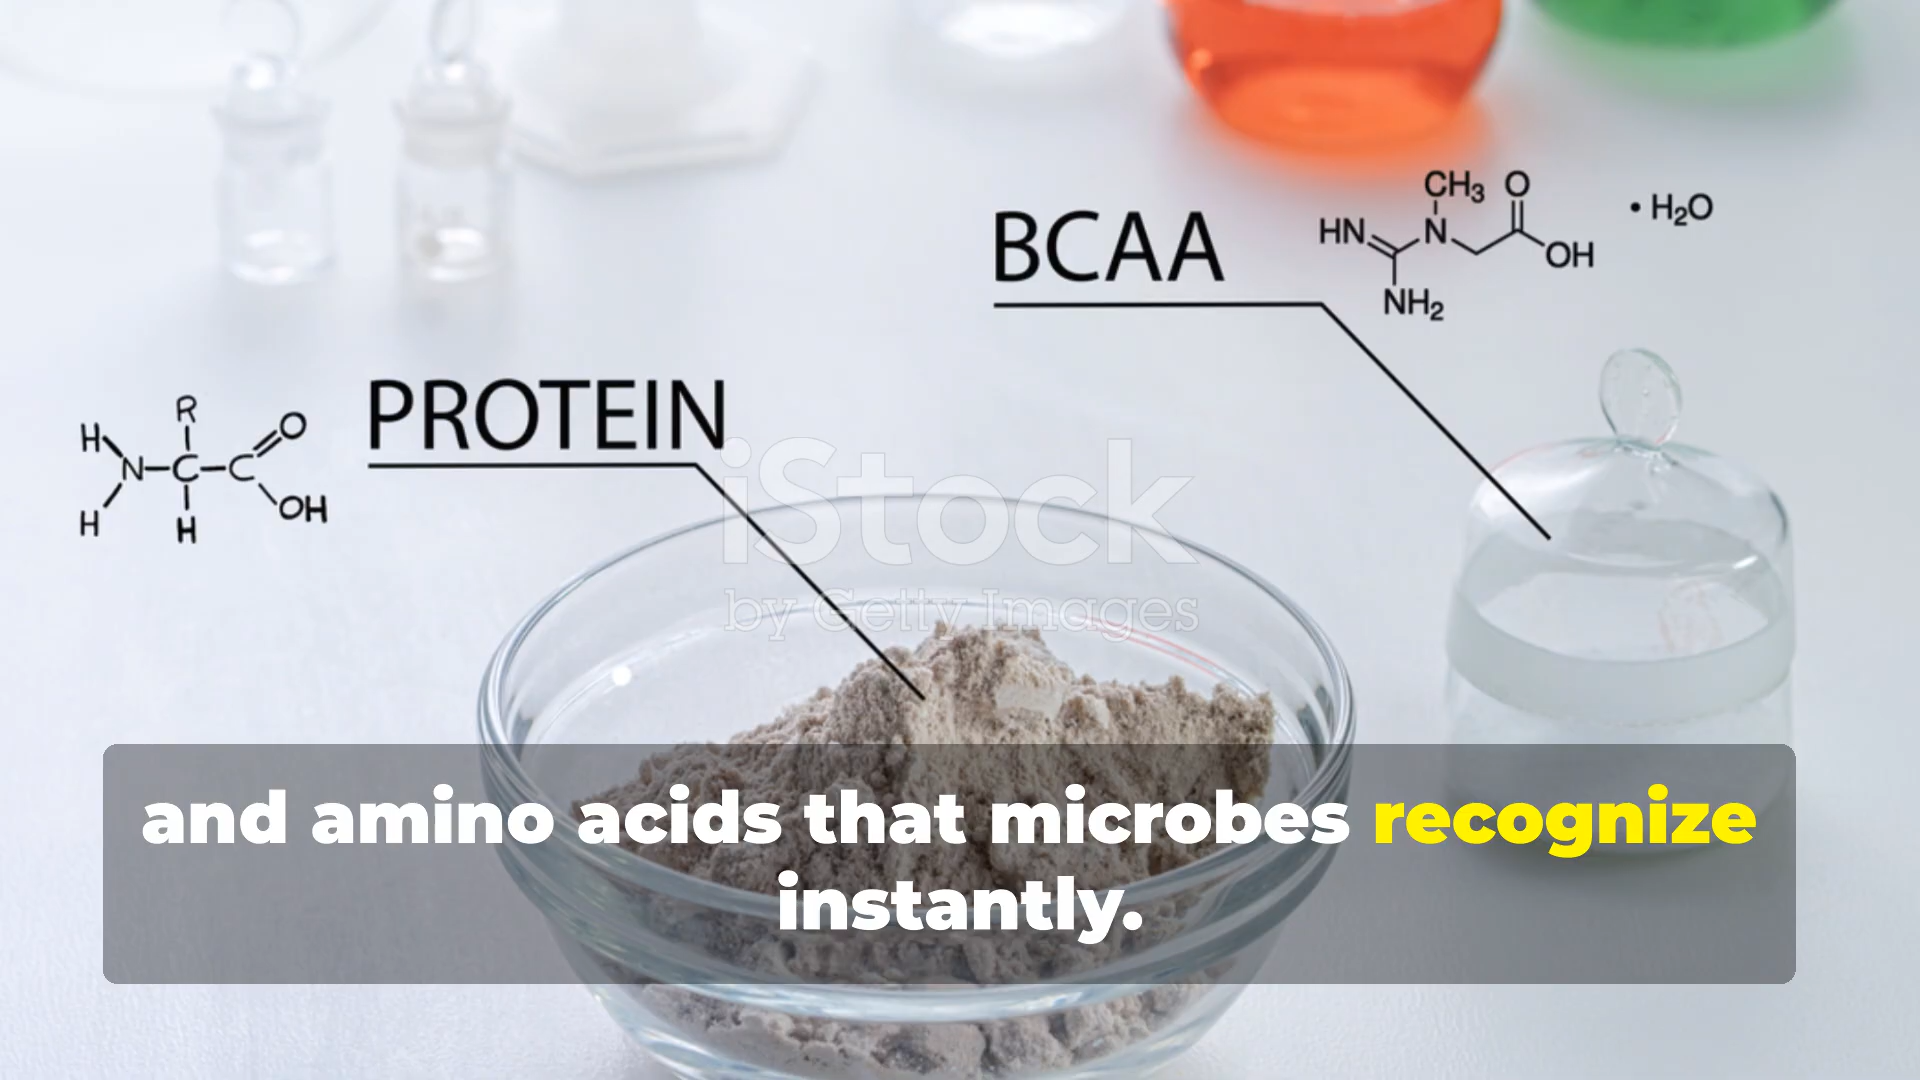 BCAA
CH3 O
HN N OH
NH2
• H2O
PROTEIN
R
H O
N C C
H H OH
iStock
by Getty Images
and amino acids that microbes recognize
instantly.